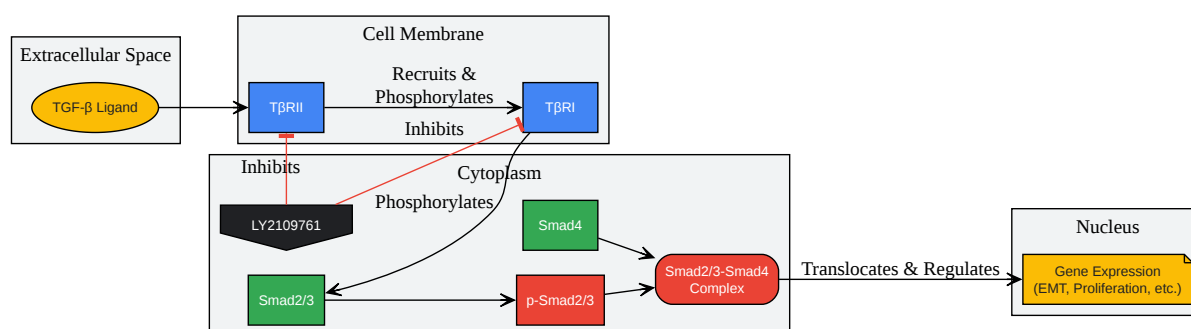 Extracellular Space
TGF-β Ligand
Cell Membrane
TβRII
Recruits &
Phosphorylates
TβRI
Inhibits
Inhibits
Cytoplasm
Phosphorylates
LY2109761
Smad4
Smad2/3
p-Smad2/3
Smad2/3-Smad4
Complex
Translocates & Regulates
Nucleus
Gene Expression
(EMT, Proliferation, etc.)